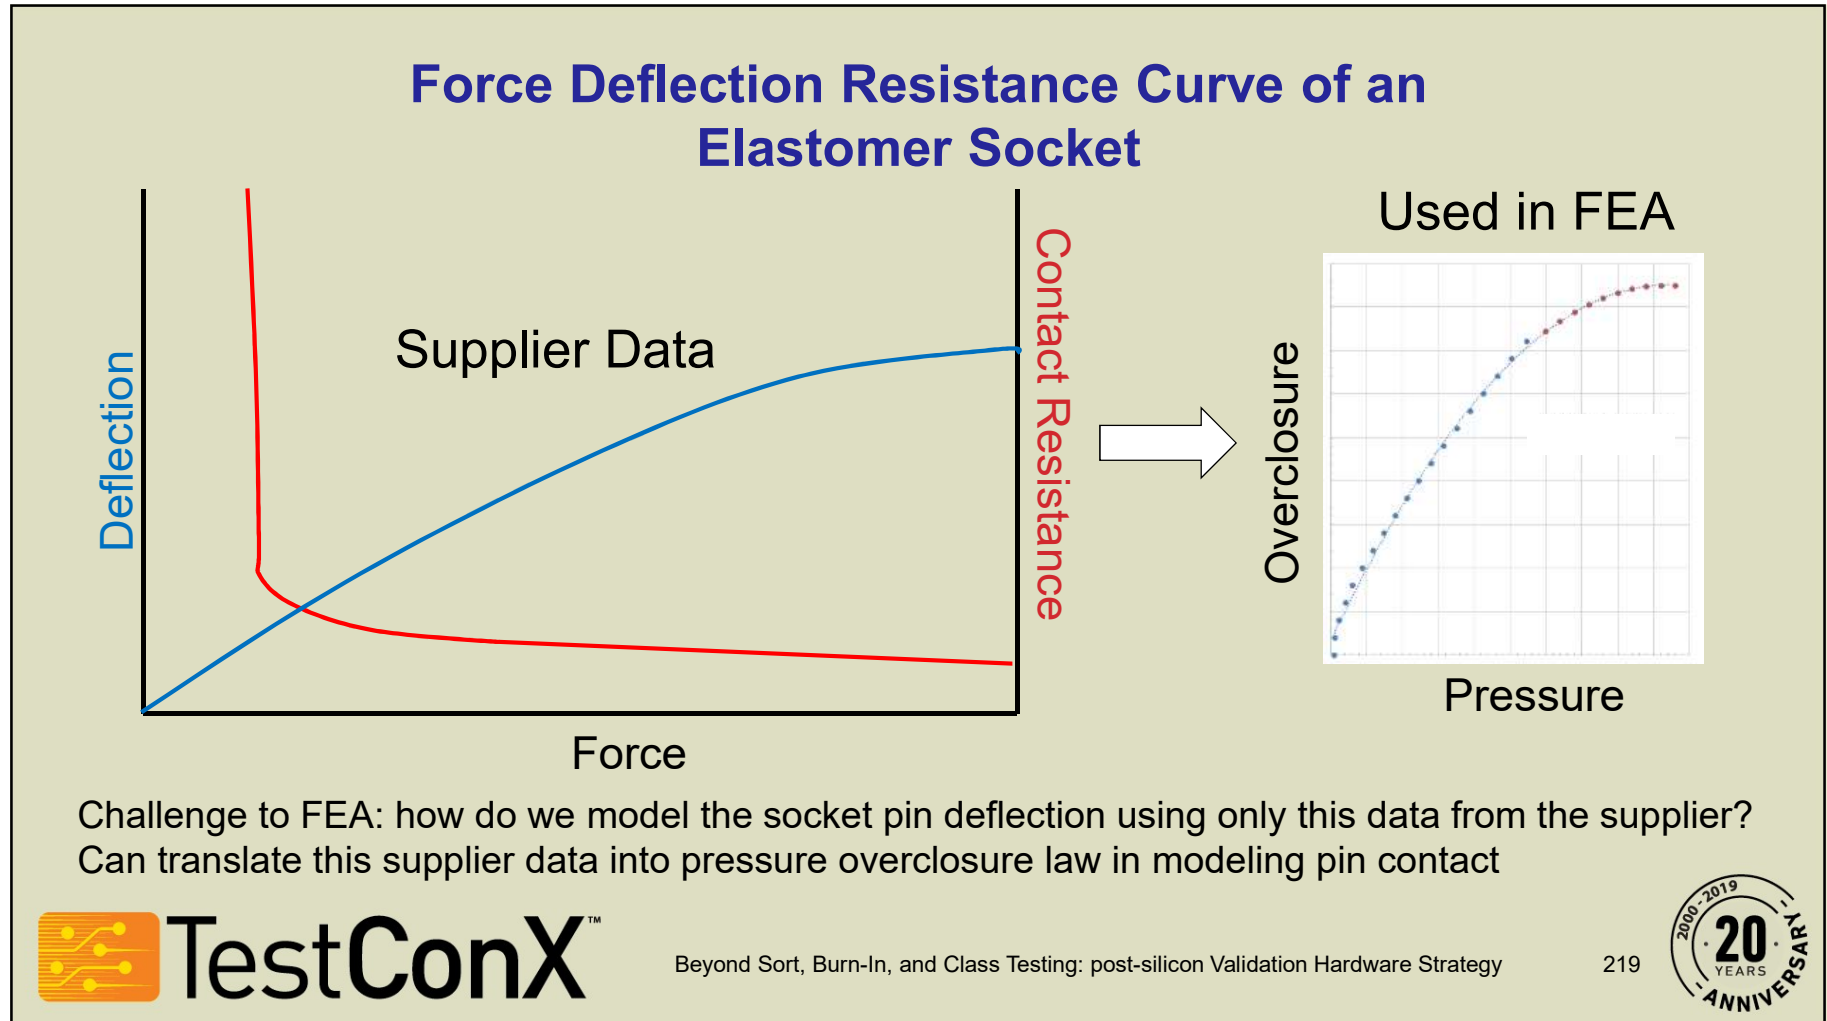 Force Deflection Resistance Curve of an
Elastomer Socket
Supplier Data
Deflection
Contact Resistance
Force
Used in FEA
Overclosure
Pressure
Challenge to FEA: how do we model the socket pin deflection using only this data from the supplier?
Can translate this supplier data into pressure overclosure law in modeling pin contact
TestConX™
Beyond Sort, Burn-In, and Class Testing: post-silicon Validation Hardware Strategy
219
2000-2019
20
YEARS
ANNIVERSARY